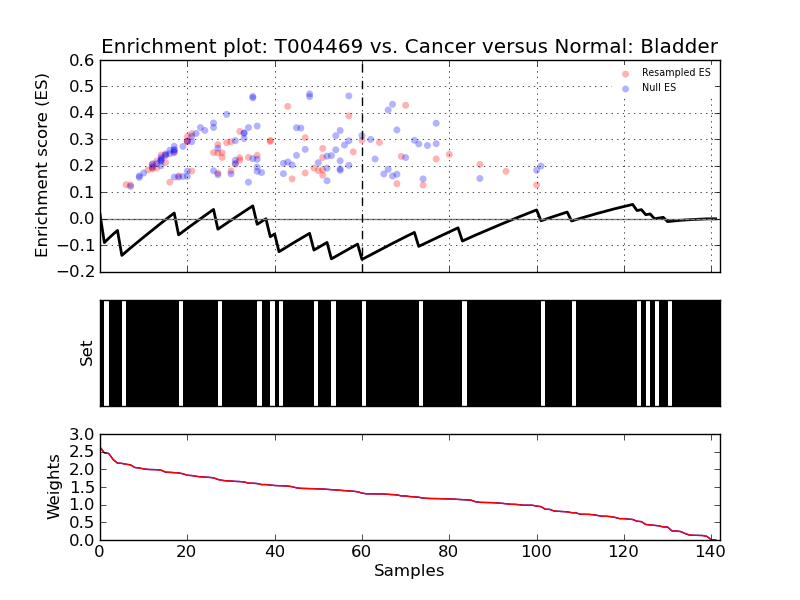 Enrichment plot: T004469 vs. Cancer versus Normal: Bladder
Enrichment score (ES)
0.6
0.5
0.4
0.3
0.2
0.1
0.0
−0.1
−0.2
Resampled ES
Null ES
Set
Weights
3.0
2.5
2.0
1.5
1.0
0.5
0.0
0 20 40 60 80 100 120 140
Samples